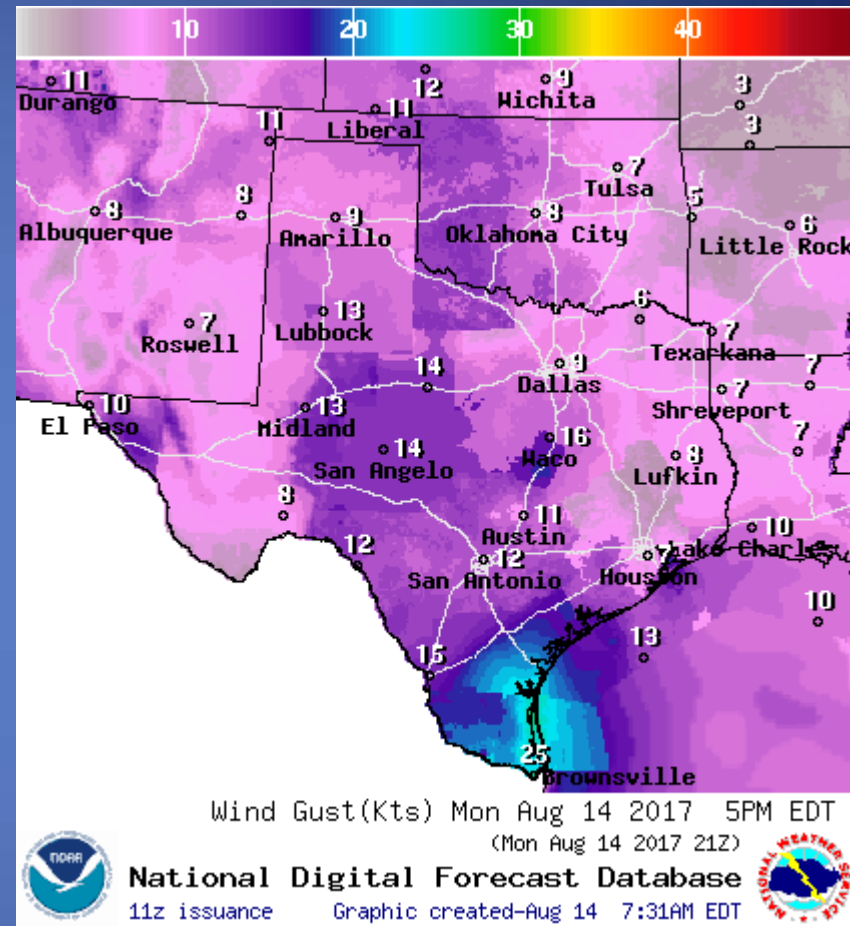 10 20 30 40
11 12 9 3
Durango Wichita
11 Liberal
11 3
7
Tulsa
8 8 9 8 5 6
Albuquerque Amarillo Oklahoma City Little Rock
7 13 6
Roswell Lubbock 7
Texarkana
9
14 Dallas 7 7
10 13 Shreveport
El Paso Midland
14 16 7
San Angelo Waco 8
Lufkin
8 11 10
Austin
12 12 Lake Charles
San Antonio Houston
10
13
15
25
Brownsville
Wind Gust(Kts) Mon Aug 14 2017 5PM EDT
(Mon Aug 14 2017 21Z)
National Digital Forecast Database
11z issuance Graphic created-Aug 14 7:31AM EDT
NOAA
NATIONAL WEATHER SERVICE